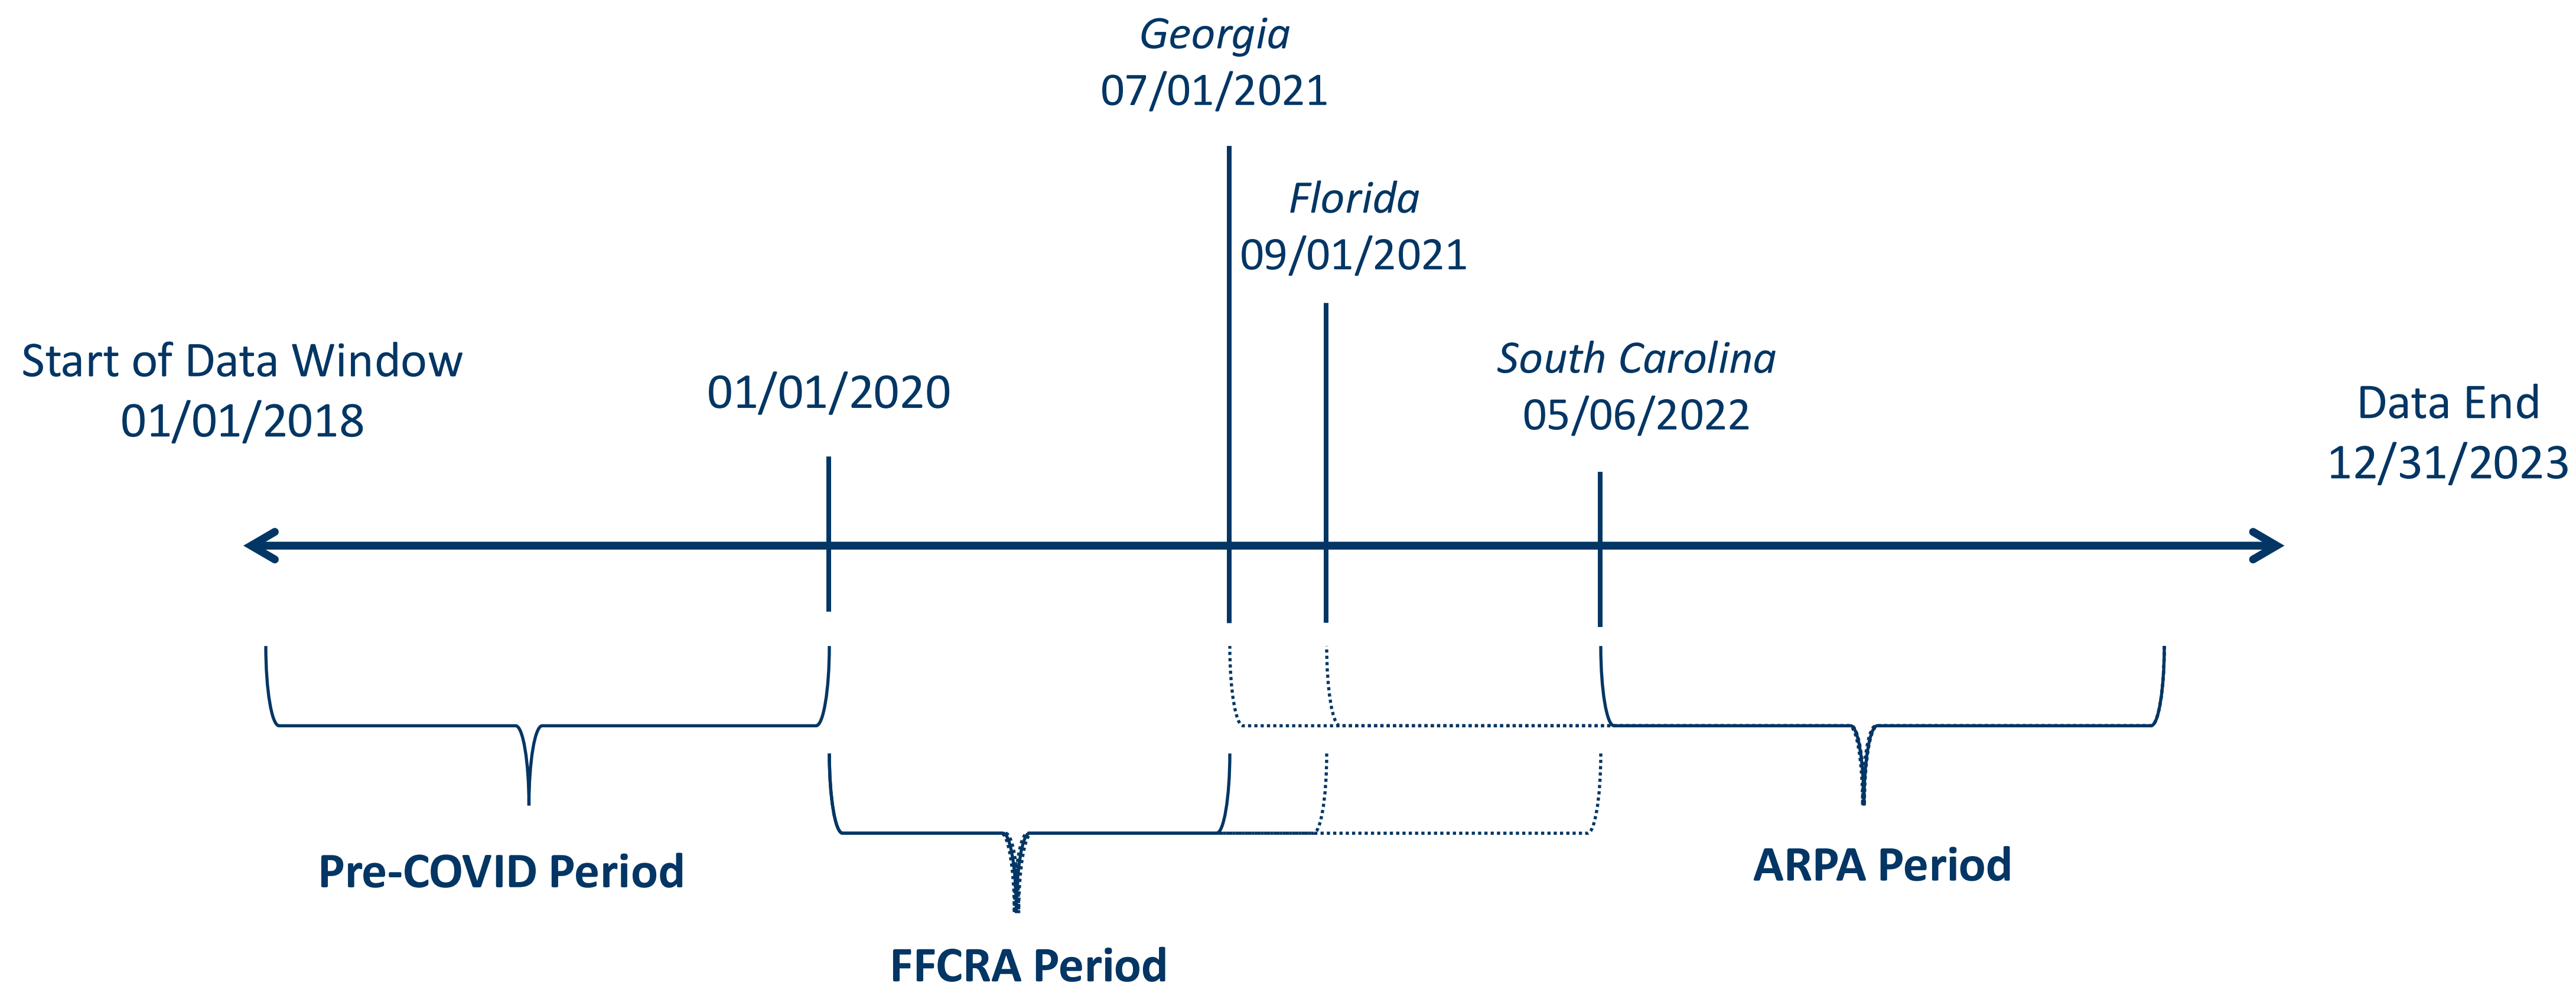 Georgia
07/01/2021
Florida
09/01/2021
Start of Data Window
01/01/2018
01/01/2020
South Carolina
05/06/2022
Data End
12/31/2023
Pre-COVID Period
FFCRA Period
ARPA Period